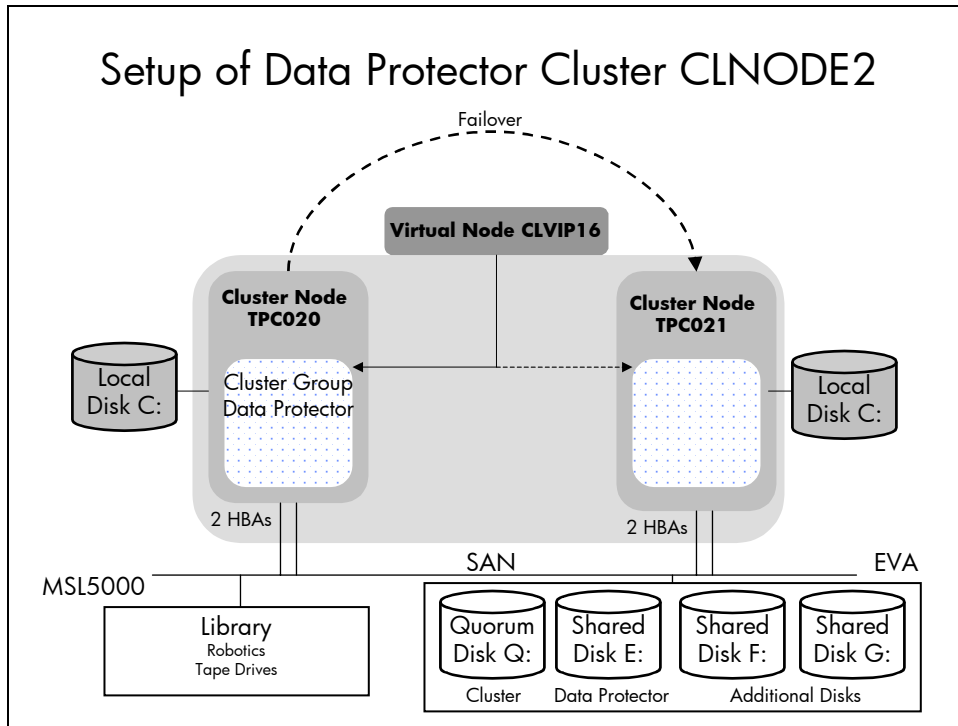 Setup of Data Protector Cluster CLNODE2
Failover
Virtual Node CLVIP16
Cluster Node
TPC020
Cluster Node
TPC021
Local
Disk C:
Cluster Group
Data Protector
Local
Disk C:
2 HBAs
2 HBAs
SAN
EVA
MSL5000
Library
Robotics
Tape Drives
Quorum
Disk Q:
Shared
Disk E:
Shared
Disk F:
Shared
Disk G:
Cluster
Data Protector
Additional Disks